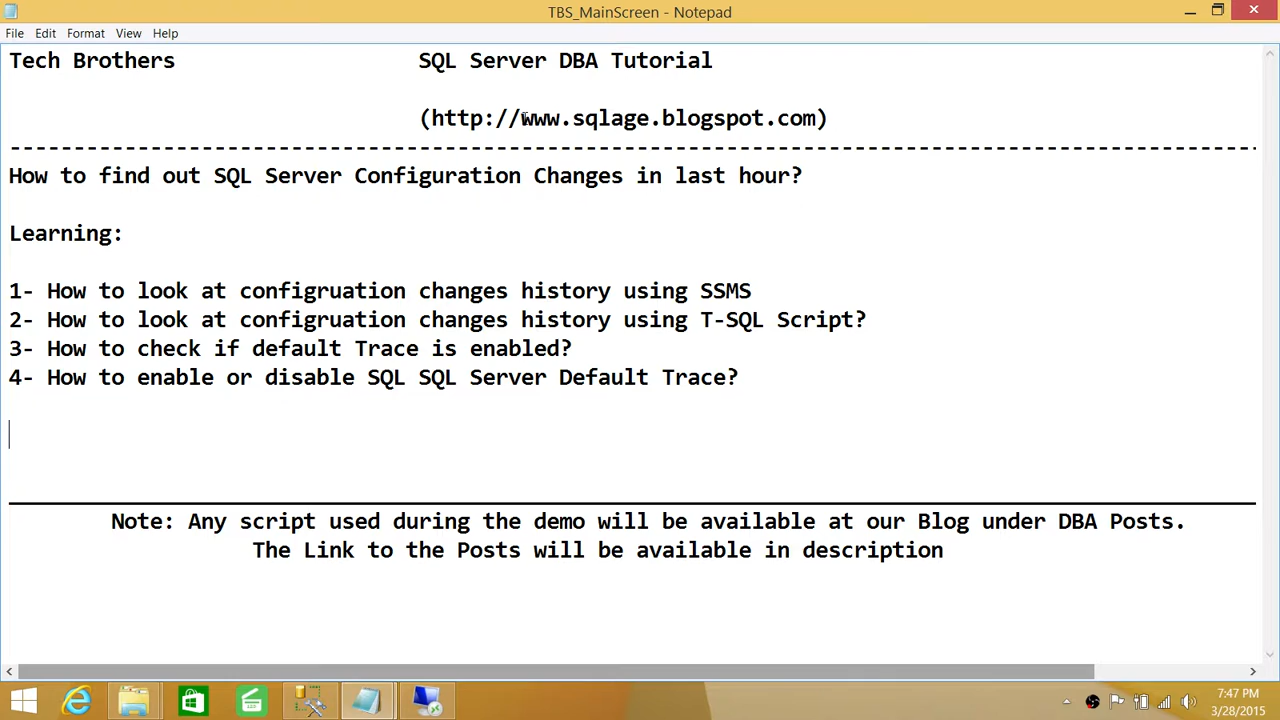 TBS_MainScreen - Notepad
File Edit Format View Help
Tech Brothers SQL Server DBA Tutorial
(http://www.sqlage.blogspot.com)
--------------------------------------------------------------------------------------------------
How to find out SQL Server Configuration Changes in last hour?
Learning:
1- How to look at configruation changes history using SSMS
2- How to look at configruation changes history using T-SQL Script?
3- How to check if default Trace is enabled?
4- How to enable or disable SQL SQL Server Default Trace?
Note: Any script used during the demo will be available at our Blog under DBA Posts.
The Link to the Posts will be available in description
7:47 PM
3/28/2015